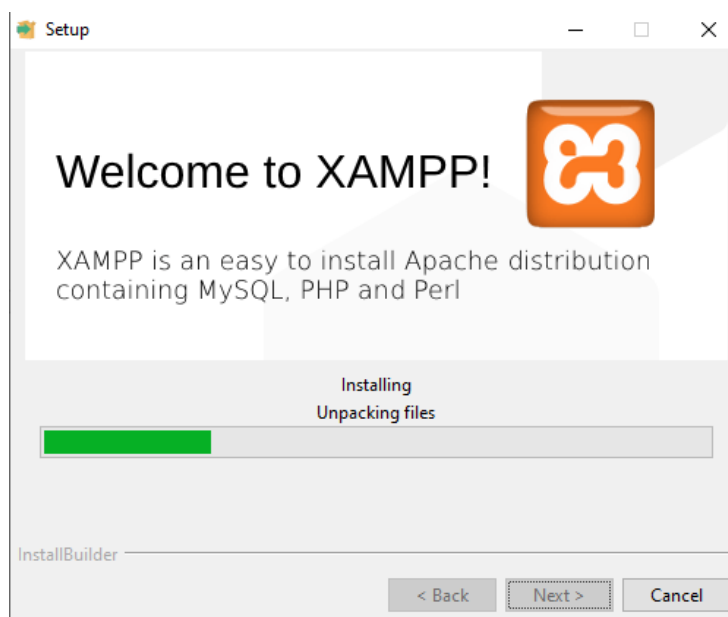 Setup
Welcome to XAMPP!
XAMPP is an easy to install Apache distribution
containing MySQL, PHP and Perl
Installing
Unpacking files
InstallBuilder
< Back
Next >
Cancel